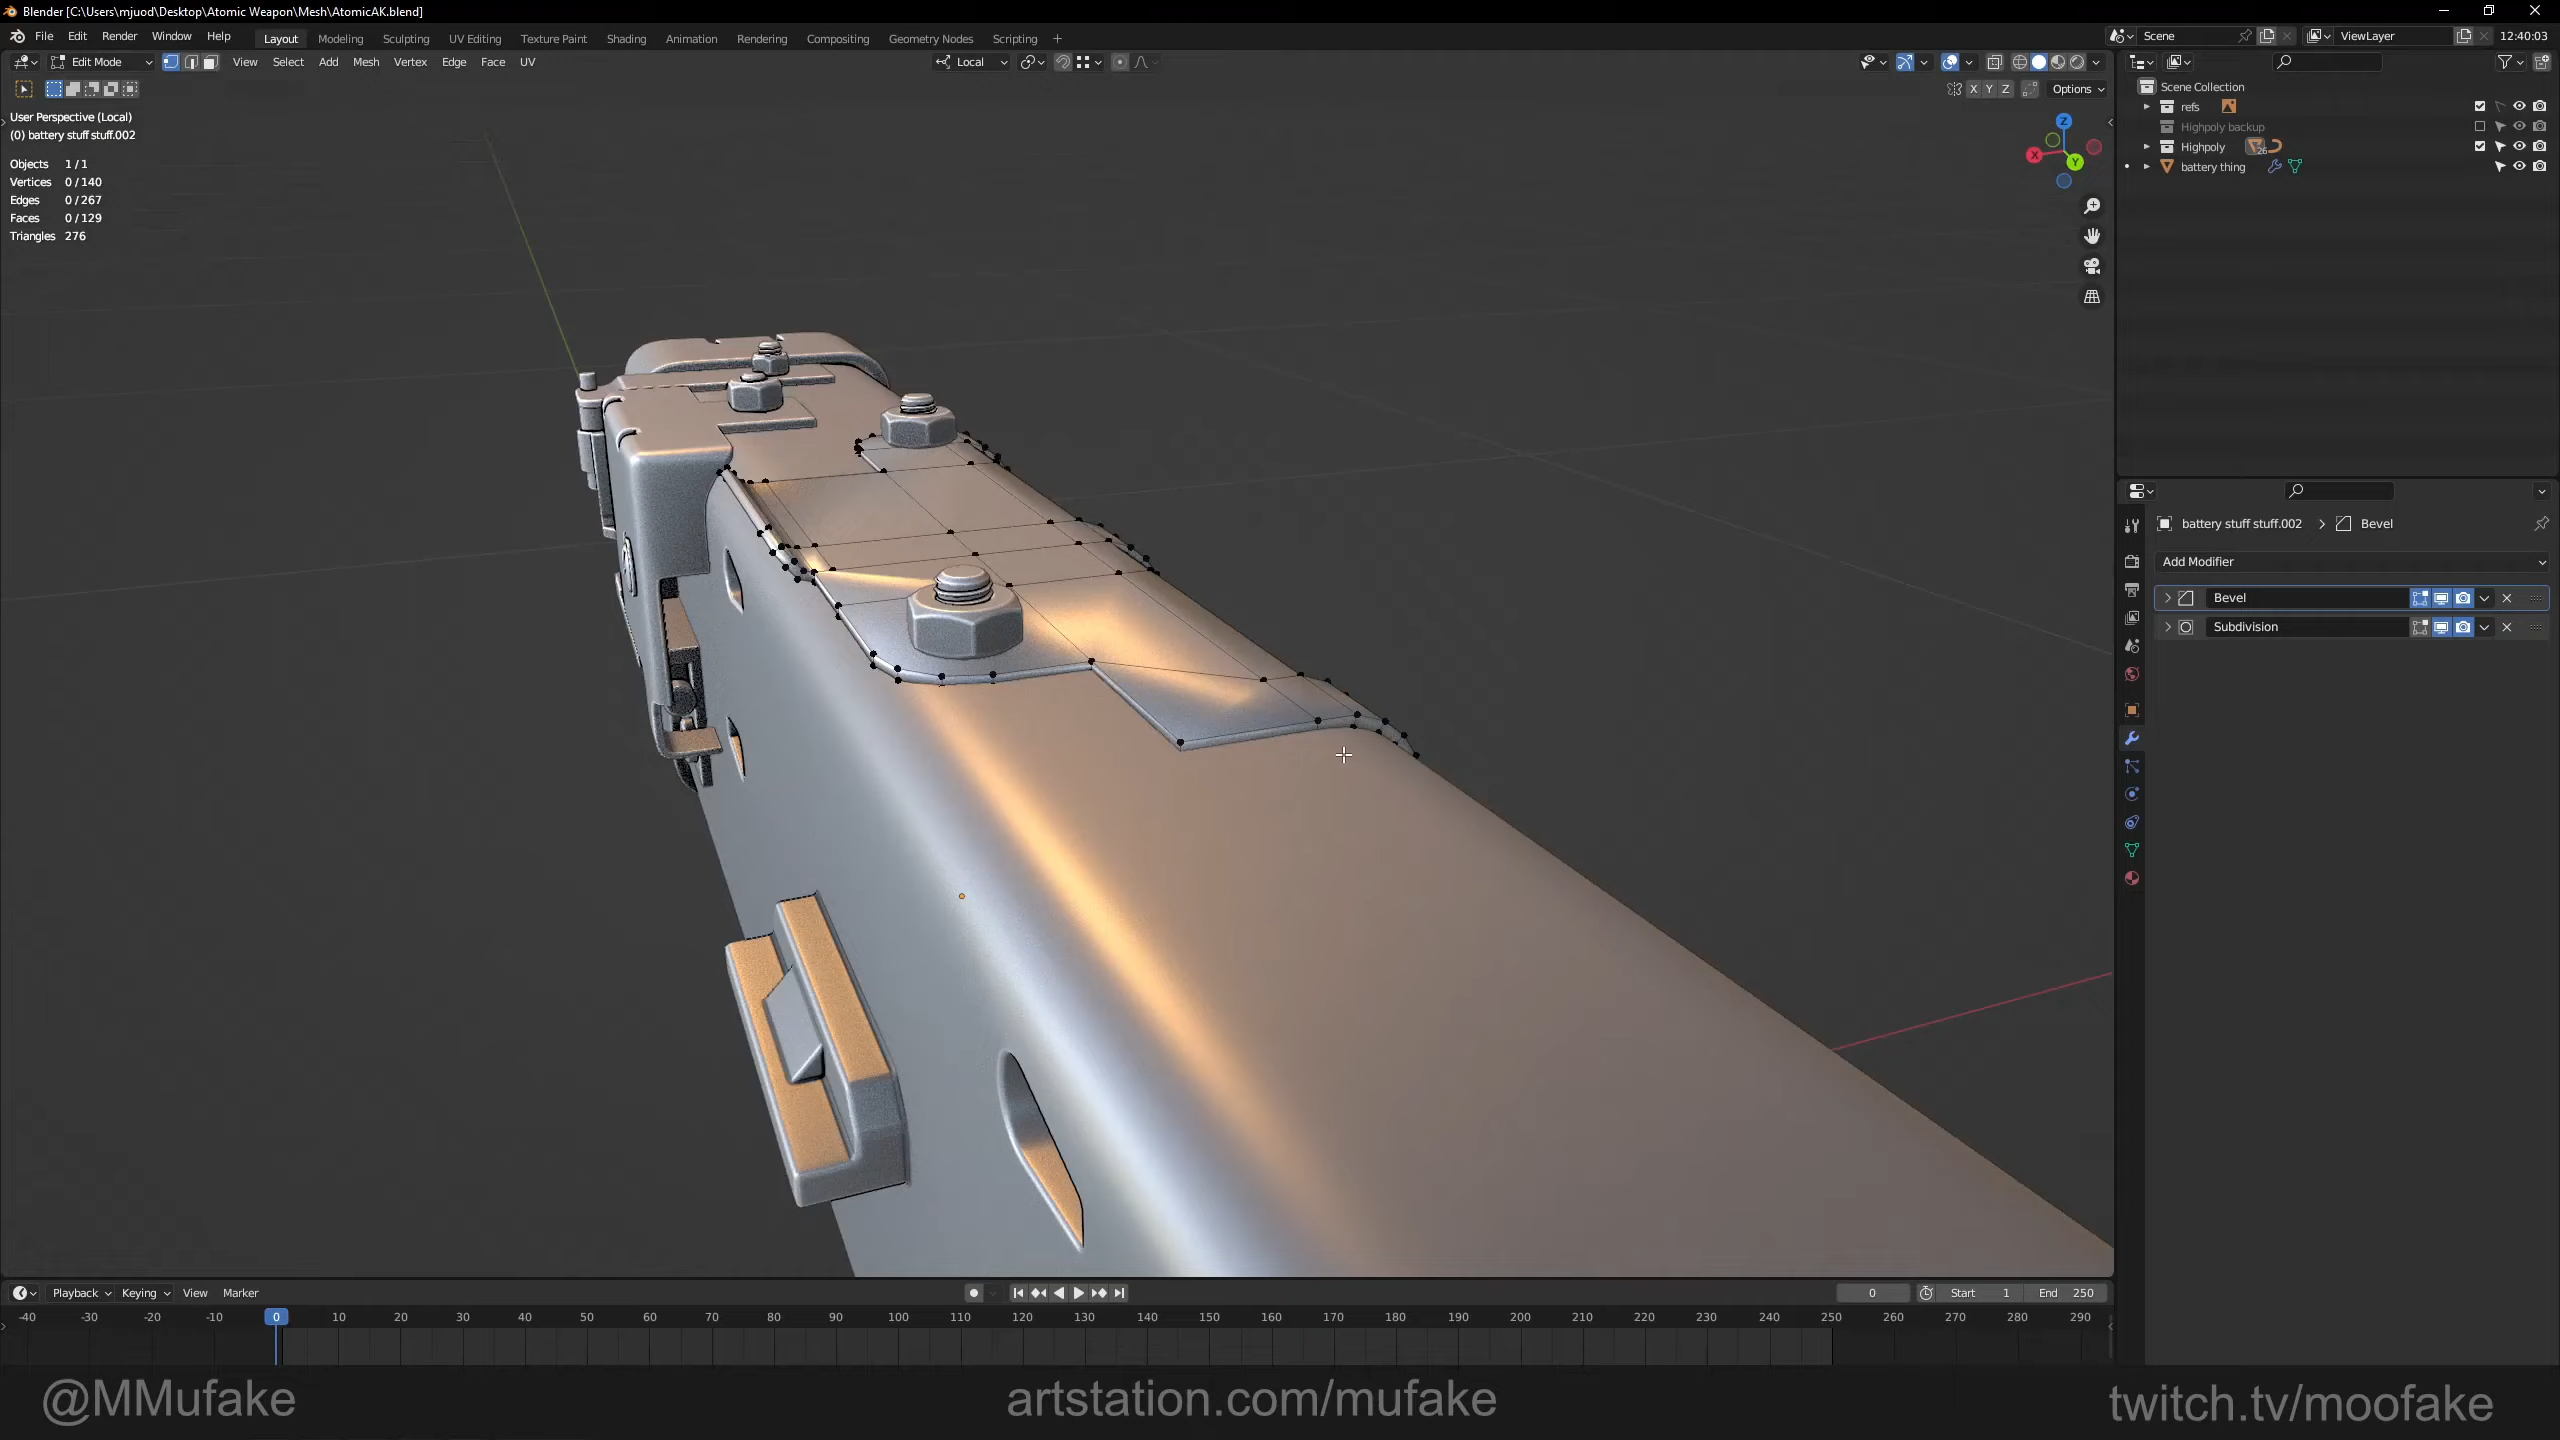 Blender [C:\Users\mjuod\Desktop\Atomic Weapon\Mesh\AtomicAK.blend]
File Edit Render Window Help Layout Modeling Sculpting UV Editing Texture Paint Shading Animation Rendering Compositing Geometry Nodes Scripting + Scene ViewLayer 12:40:03
Edit Mode View Select Add Mesh Vertex Edge Face UV Local
X Y Z Options
User Perspective (Local)
(0) battery stuff stuff.002
Objects 1 / 1
Vertices 0 / 140
Edges 0 / 267
Faces 0 / 129
Triangles 276
Z
X
Y
Scene Collection
refs
Highpoly backup
Highpoly 26
battery thing
battery stuff stuff.002 Bevel
Add Modifier
Bevel
Subdivision
Playback Keying View Marker 0 Start 1 End 250
-40 -30 -20 -10 0 10 20 30 40 50 60 70 80 90 100 110 120 130 140 150 160 170 180 190 200 210 220 230 240 250 260 270 280 290
@MMufake artstation.com/mufake twitch.tv/moofake